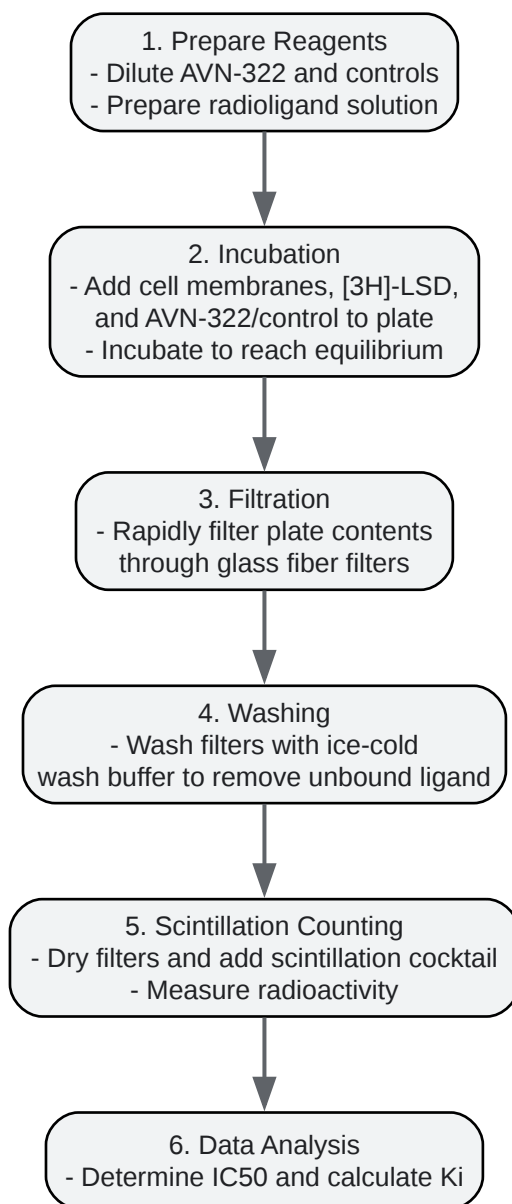 1. Prepare Reagents
- Dilute AVN-322 and controls
- Prepare radioligand solution
2. Incubation
- Add cell membranes, [3H]-LSD,
and AVN-322/control to plate
- Incubate to reach equilibrium
3. Filtration
- Rapidly filter plate contents
through glass fiber filters
4. Washing
- Wash filters with ice-cold
wash buffer to remove unbound ligand
5. Scintillation Counting
- Dry filters and add scintillation cocktail
- Measure radioactivity
6. Data Analysis
- Determine IC50 and calculate Ki